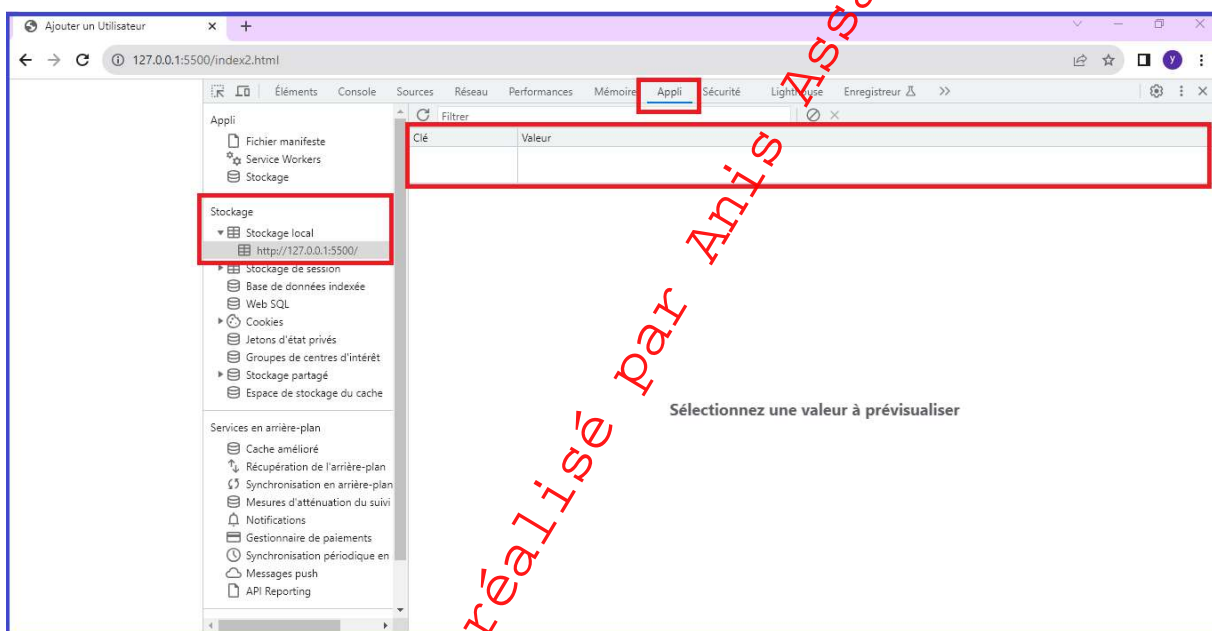 Ajouter un Utilisateur
127.0.0.1:5500/index2.html
Éléments Console Sources Réseau Performances Mémoire Appli Sécurité Lighthouse Enregistreur
Appli
Fichier manifeste
Service Workers
Stockage
Filtrer
Clé Valeur
Stockage
Stockage local
http://127.0.0.1:5500/
Stockage de session
Base de données indexée
Web SQL
Cookies
Jetons d'état privés
Groupes de centres d'intérêt
Stockage partagé
Espace de stockage du cache
Services en arrière-plan
Cache amélioré
Récupération de l'arrière-plan
Synchronisation en arrière-plan
Mesures d'atténuation du suivi
Notifications
Gestionnaire de paiements
Synchronisation périodique en
Messages push
API Reporting
Sélectionnez une valeur à prévisualiser
réalisé par Anis Ass
y